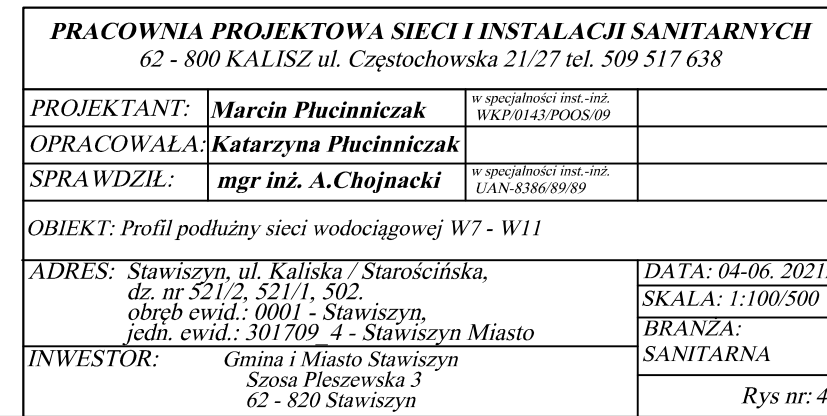 PRACOWNIA PROJEKTOWA SIECI I INSTALACJI SANITARNYCH
62 - 800 KALISZ ul. Częstochowska 21/27 tel. 509 517 638
PROJEKTANT: Marcin Płucinniczak w specjalności inst.-inż. WKP/0143/POOS/09
OPRACOWAŁA: Katarzyna Płucinniczak
SPRAWDZIŁ: mgr inż. A.Chojnacki w specjalności inst.-inż. UAN-8386/89/89
OBIEKT: Profil podłużny sieci wodociągowej W7 - W11
ADRES: Stawiszyn, ul. Kaliska / Starościńska,
dz. nr 521/2, 521/1, 502.
obręb ewid.: 0001 - Stawiszyn,
jedn. ewid.: 301709_4 - Stawiszyn Miasto
DATA: 04-06. 2021.
SKALA: 1:100/500
BRANŻA:
SANITARNA
INWESTOR: Gmina i Miasto Stawiszyn
Szosa Pleszewska 3
62 - 820 Stawiszyn
Rys nr: 4